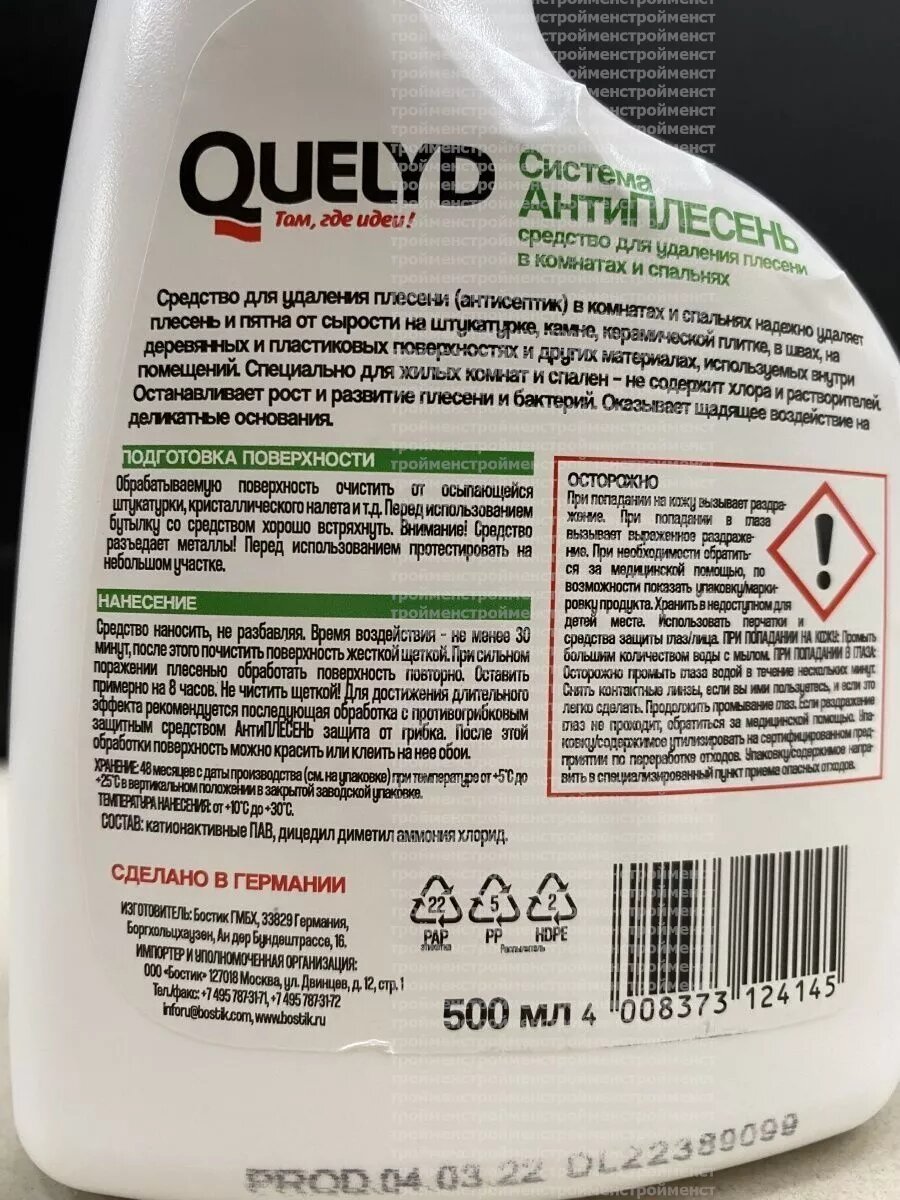 QUELYD
Там, где идеи!
Система
АнтиПЛЕСЕНЬ
средство для удаления плесени
в комнатах и спальнях
Средство для удаления плесени (антисептик) в комнатах и спальнях надежно удаляет
плесень и пятна от сырости на штукатурке, камне, керамической плитке, в швах, на
деревянных и пластиковых поверхностях и других материалах, используемых внутри
помещений. Специально для жилых комнат и спален – не содержит хлора и растворителей.
Останавливает рост и развитие плесени и бактерий. Оказывает щадящее воздействие на
деликатные основания.
ПОДГОТОВКА ПОВЕРХНОСТИ
Обрабатываемую поверхность очистить от осыпающейся
штукатурки, кристаллического налета и т.д. Перед использованием
бутылку со средством хорошо встряхнуть. Внимание! Средство
разъедает металлы! Перед использованием протестировать на
небольшом участке.
НАНЕСЕНИЕ
Средство наносить, не разбавляя. Время воздействия - не менее 30
минут, после этого почистить поверхность жесткой щеткой. При сильном
поражении плесенью обработать поверхность повторно. Оставить
примерно на 8 часов. Не чистить щеткой! Для достижения длительного
эффекта рекомендуется последующая обработка с противогрибковым
защитным средством АнтиПЛЕСЕНЬ защита от грибка. После этой
обработки поверхность можно красить или клеить на нее обои.
ХРАНЕНИЕ: 48 месяцев с даты производства (см. на упаковке) при температуре от +5°С до
+25°С в вертикальном положении в закрытой заводской упаковке.
ТЕМПЕРАТУРА НАНЕСЕНИЯ: от +10°С до +30°С.
СОСТАВ: катионактивные ПАВ, дицедил диметил аммония хлорид.
ОСТОРОЖНО
При попадании на кожу вызывает раздра-
жение. При попадании в глаза
вызывает выраженное раздраже-
ние. При необходимости обратить-
ся за медицинской помощью, по
возможности показать упаковку/марки-
ровку продукта. Хранить в недоступном для
детей месте. Использовать перчатки и
средства защиты глаз/лица. ПРИ ПОПАДАНИИ НА КОЖУ: Промыть
большим количеством воды с мылом. ПРИ ПОПАДАНИИ В ГЛАЗА:
Осторожно промыть глаза водой в течение нескольких минут.
Снять контактные линзы, если вы ими пользуетесь, и если это
легко сделать. Продолжить промывание глаз. Если раздражение
глаз не проходит, обратиться за медицинской помощью. Упа-
ковку/содержимое утилизировать на сертифицированном пред-
приятии по переработке отходов. Упаковку/содержимое напра-
вить в специализированный пункт приема опасных отходов.
СДЕЛАНО В ГЕРМАНИИ
ИЗГОТОВИТЕЛЬ: Бостик ГМБХ, 33829 Германия,
Боргхольцхаузен, Ан дер Бундештрассе, 16.
ИМПОРТЕР И УПОЛНОМОЧЕННАЯ ОРГАНИЗАЦИЯ:
ООО «Бостик» 127018 Москва, ул. Двинцев, д. 12, стр. 1
Тел./факс: +7 495 787-31-71, +7 495 787-31-72
inforu@bostik.com, www.bostik.ru
22 5 2
PAP PP HDPE
этикетка Распылитель
500 мл
4 008373 124145
PROD.04.03.22 DL22389099